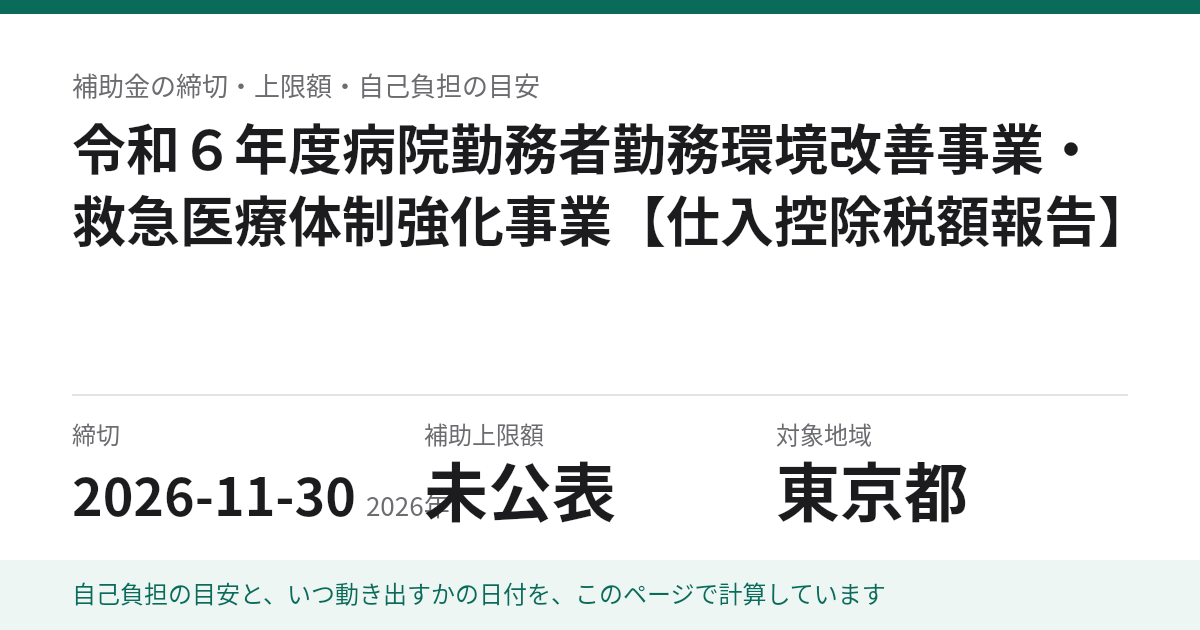 補助金の締切・上限額・自己負担の目安
令和６年度病院勤務者勤務環境改善事業・
救急医療体制強化事業【仕入控除税額報告】
締切
補助上限額
対象地域
2026-11-30 2026年
未公表
東京都
自己負担の目安と、いつ動き出すかの日付を、このページで計算しています